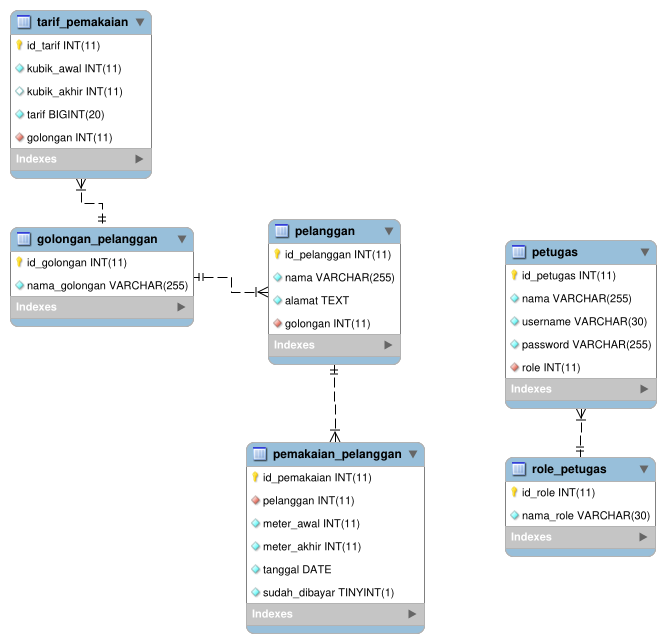 tarif_pemakaian
id_tarif INT(11)
kubik_awal INT(11)
kubik_akhir INT(11)
tarif BIGINT(20)
golongan INT(11)
Indexes
golongan_pelanggan
id_golongan INT(11)
nama_golongan VARCHAR(255)
Indexes
pelanggan
id_pelanggan INT(11)
nama VARCHAR(255)
alamat TEXT
golongan INT(11)
Indexes
pemakaian_pelanggan
id_pemakaian INT(11)
pelanggan INT(11)
meter_awal INT(11)
meter_akhir INT(11)
tanggal DATE
sudah_dibayar TINYINT(1)
Indexes
petugas
id_petugas INT(11)
nama VARCHAR(255)
username VARCHAR(30)
password VARCHAR(255)
role INT(11)
Indexes
role_petugas
id_role INT(11)
nama_role VARCHAR(30)
Indexes